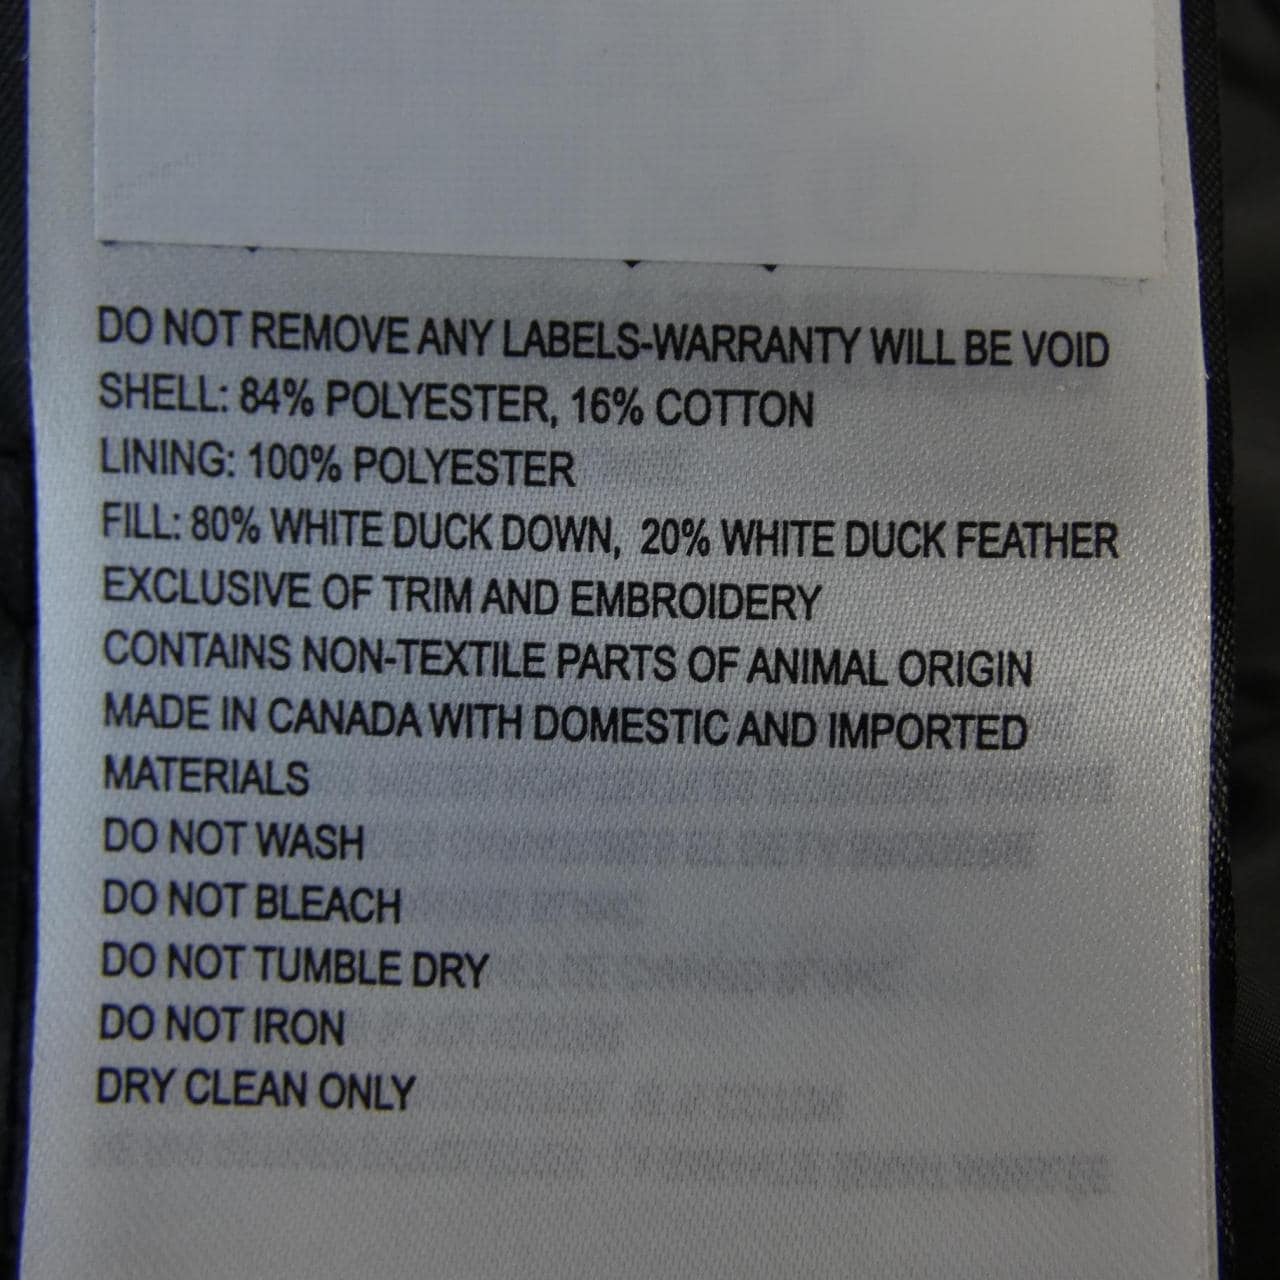 DO NOT REMOVE ANY LABELS-WARRANTY WILL BE VOID
SHELL: 84% POLYESTER, 16% COTTON
LINING: 100% POLYESTER
FILL: 80% WHITE DUCK DOWN, 20% WHITE DUCK FEATHER
EXCLUSIVE OF TRIM AND EMBROIDERY
CONTAINS NON-TEXTILE PARTS OF ANIMAL ORIGIN
MADE IN CANADA WITH DOMESTIC AND IMPORTED
MATERIALS
DO NOT WASH
DO NOT BLEACH
DO NOT TUMBLE DRY
DO NOT IRON
DRY CLEAN ONLY